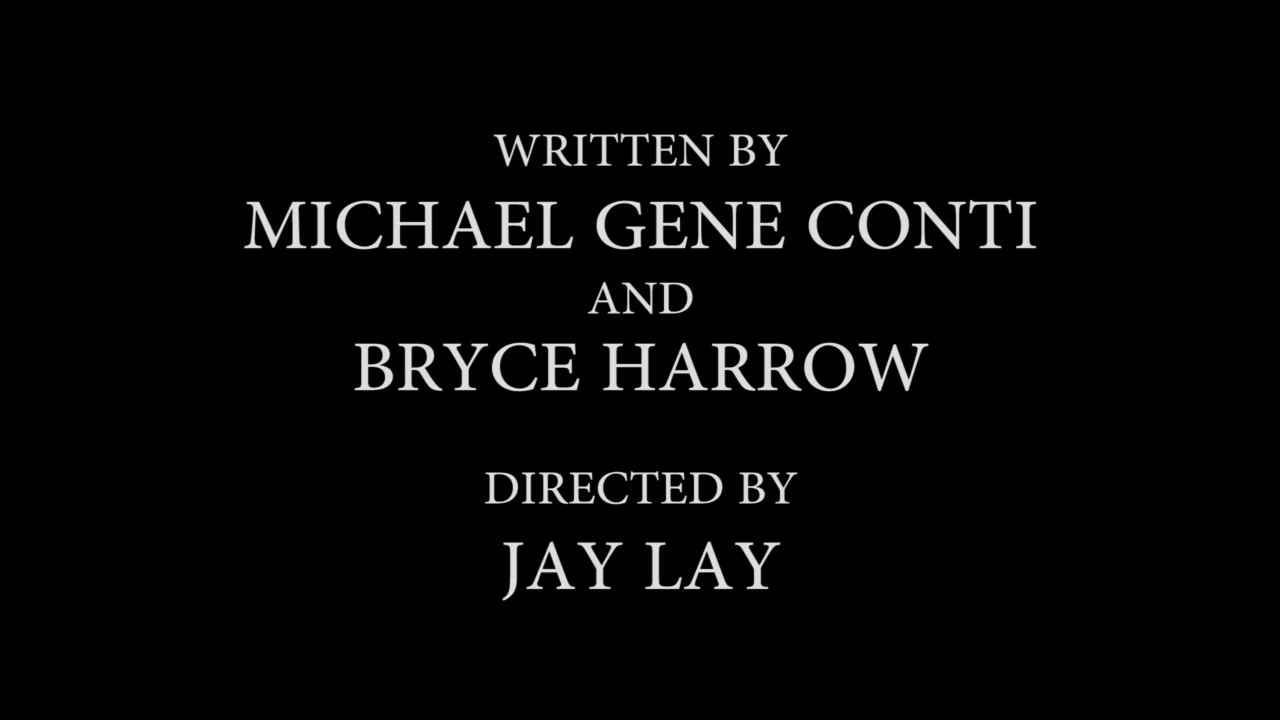 WRITTEN BY
MICHAEL GENE CONTI
AND
BRYCE HARROW
DIRECTED BY
JAY LAY